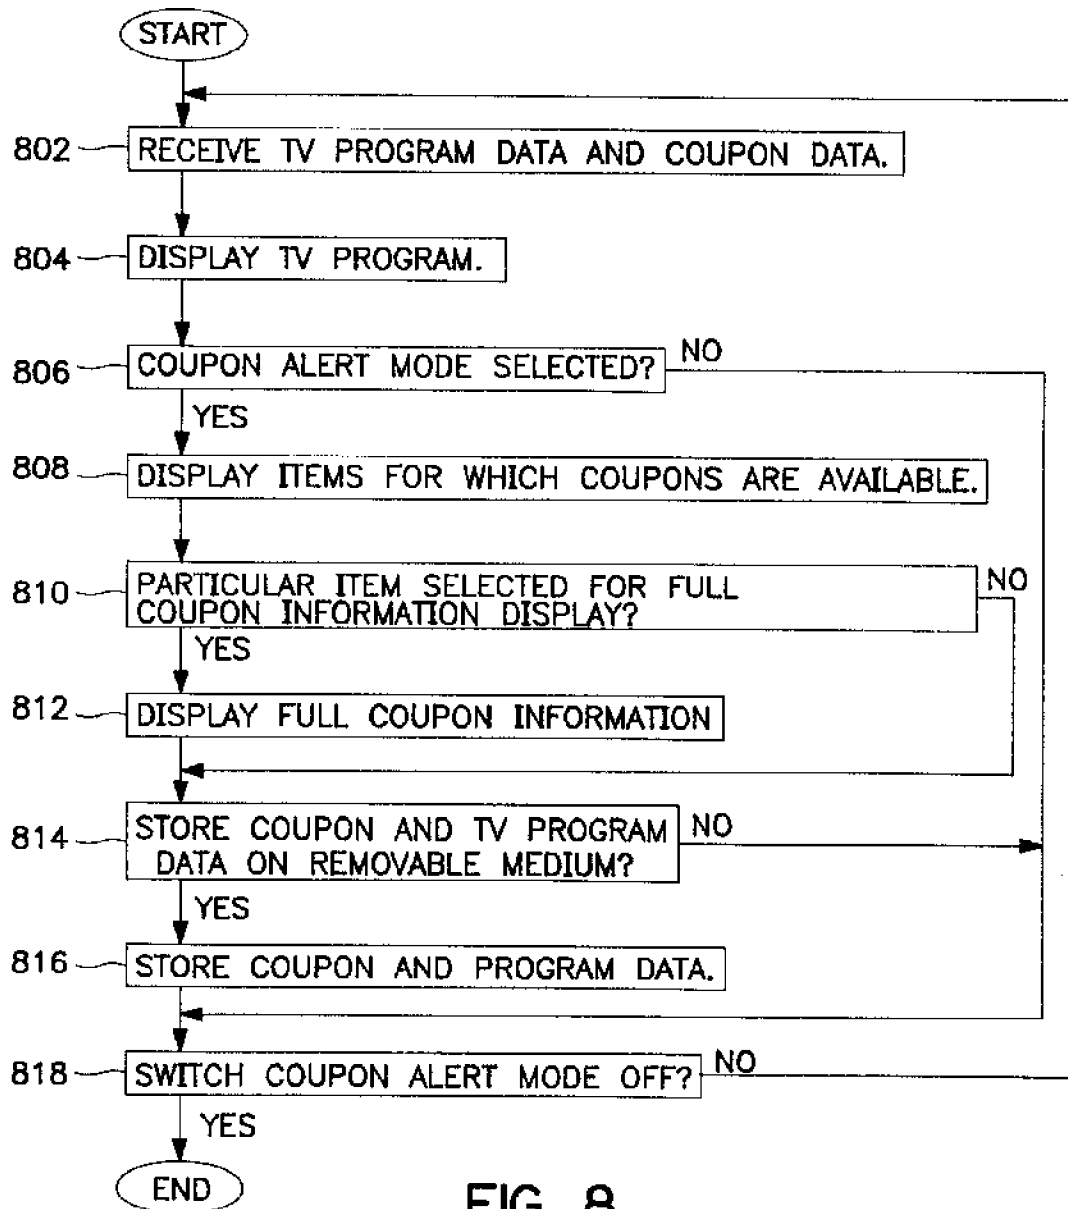 START
802 RECEIVE TV PROGRAM DATA AND COUPON DATA.
804 DISPLAY TV PROGRAM.
806 COUPON ALERT MODE SELECTED? NO
YES
808 DISPLAY ITEMS FOR WHICH COUPONS ARE AVAILABLE.
810 PARTICULAR ITEM SELECTED FOR FULL NO
COUPON INFORMATION DISPLAY?
YES
812 DISPLAY FULL COUPON INFORMATION
814 STORE COUPON AND TV PROGRAM NO
DATA ON REMOVABLE MEDIUM?
YES
816 STORE COUPON AND PROGRAM DATA.
818 SWITCH COUPON ALERT MODE OFF? NO
YES
END
FIG. 8